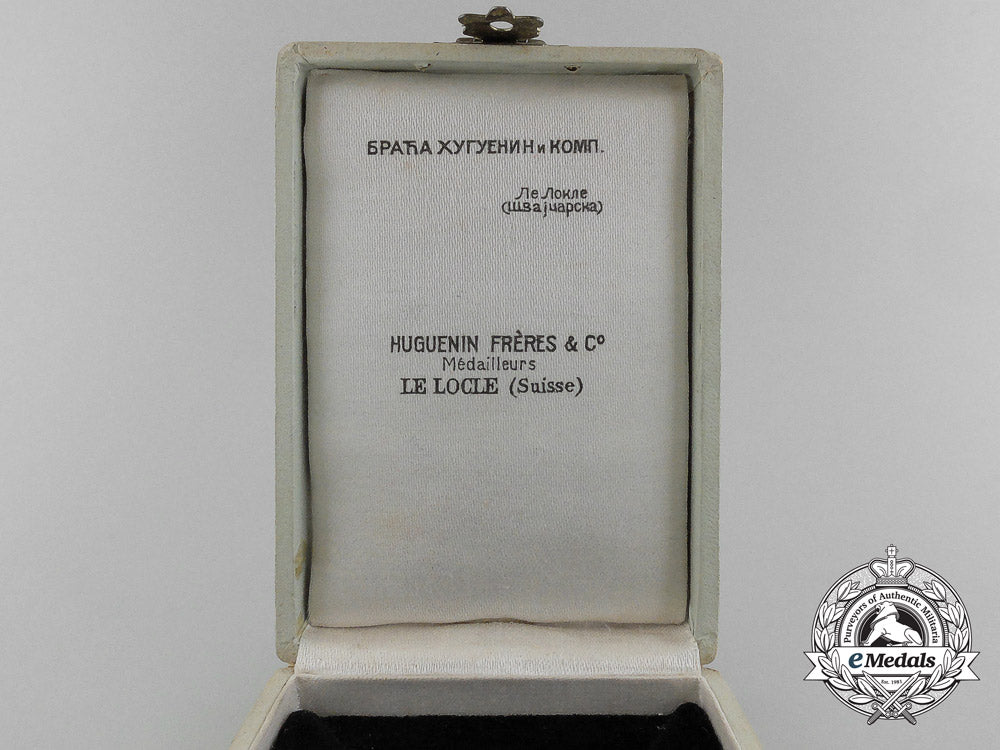 БРАЋА ХУГУЕНИН и КОМП.
Ле Локле
(Швајцарска)
HUGUENIN FRÈRES & Cº
Médailleurs
LE LOCLE (Suisse)
Purveyors of Authentic Militaria
eMedals
Est. 1981